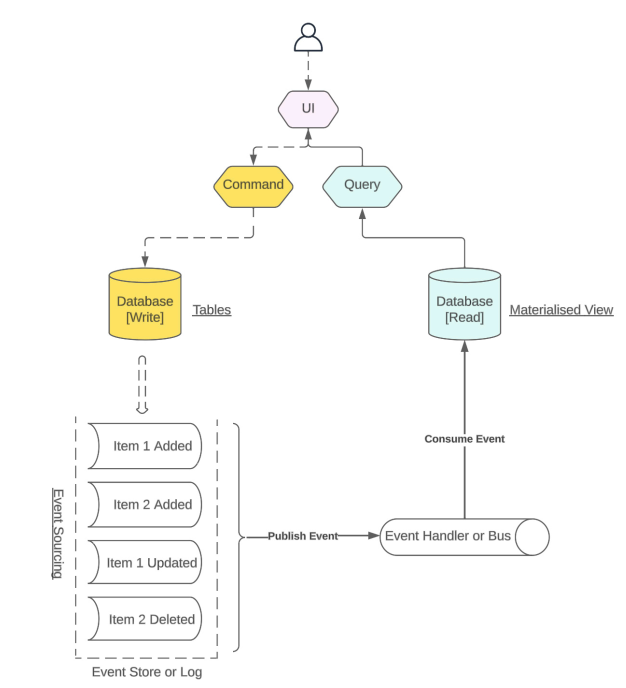 UI
Command
Query
Database
[Write]
Tables
Database
[Read]
Materialised View
Consume Event
Item 1 Added
Item 2 Added
Item 1 Updated
Item 2 Deleted
Event Sourcing
Publish Event
Event Handler or Bus
Event Store or Log